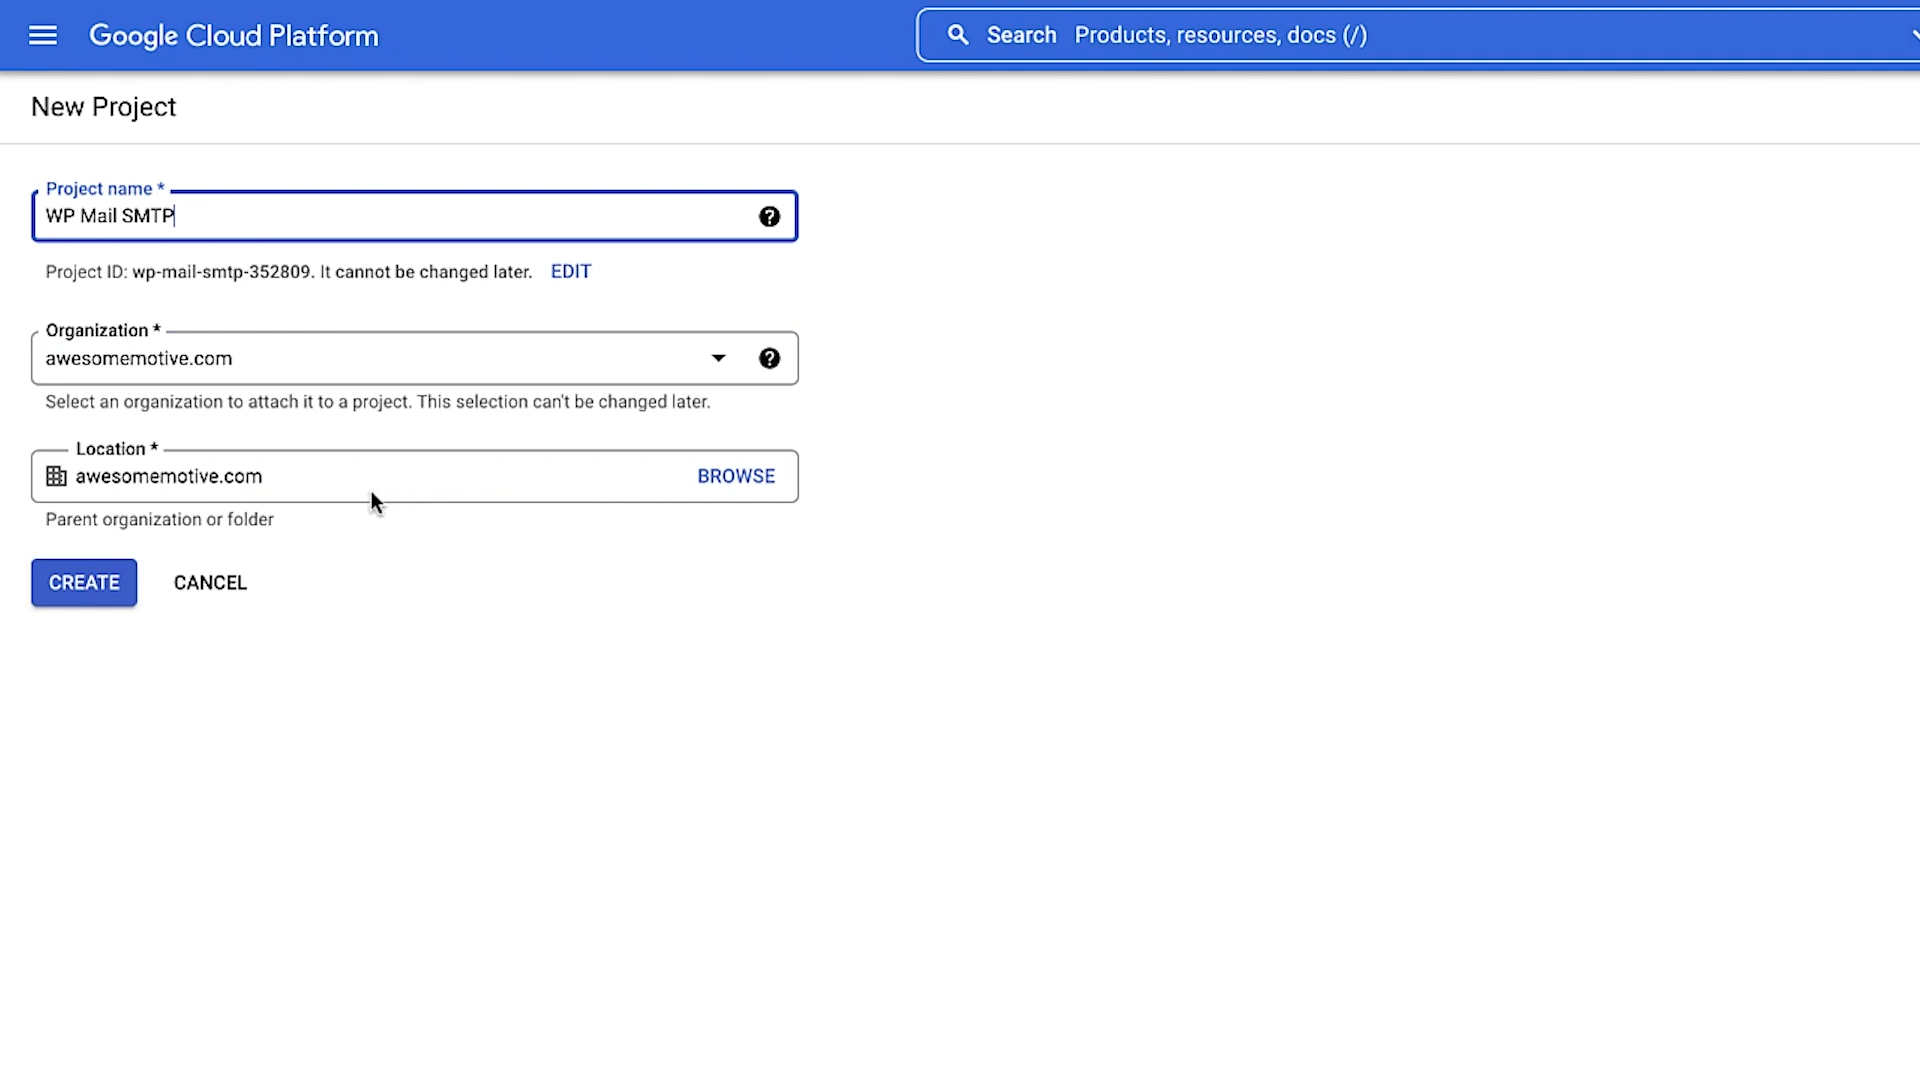 Google Cloud Platform
Search Products, resources, docs (/)
New Project
Project name *
WP Mail SMTP
Project ID: wp-mail-smtp-352809. It cannot be changed later. EDIT
Organization *
awesomemotive.com
Select an organization to attach it to a project. This selection can't be changed later.
Location *
awesomemotive.com BROWSE
Parent organization or folder
CREATE CANCEL